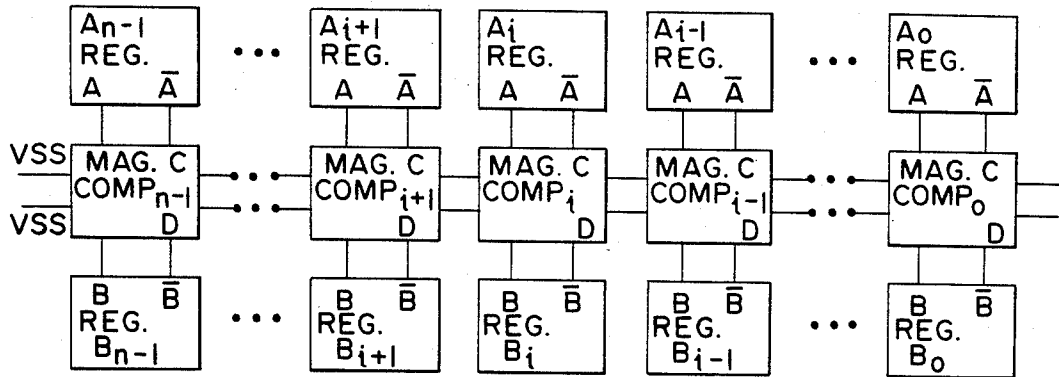 An-1 REG. A Ā
Ai+1 REG. A Ā
Ai REG. A Ā
Ai-1 REG. A Ā
Ao REG. A Ā
VSS
VSS
MAG. C COMPn-1 D
MAG. C COMPi+1 D
MAG. C COMPi D
MAG. C COMPi-1 D
MAG. C COMPo D
B B̄ REG. Bn-1
B B̄ REG. Bi+1
B B̄ REG. Bi
B B̄ REG. Bi-1
B B̄ REG. Bo